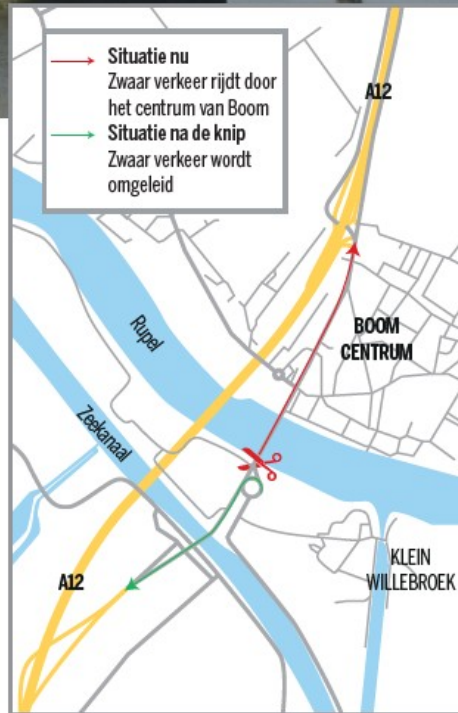 Situatie nu
Zwaar verkeer rijdt door
het centrum van Boom
Situatie na de knip
Zwaar verkeer wordt
omgeleid
A12
Rupel
BOOM
CENTRUM
Zeekanaal
A12
KLEIN
WILLEBROEK